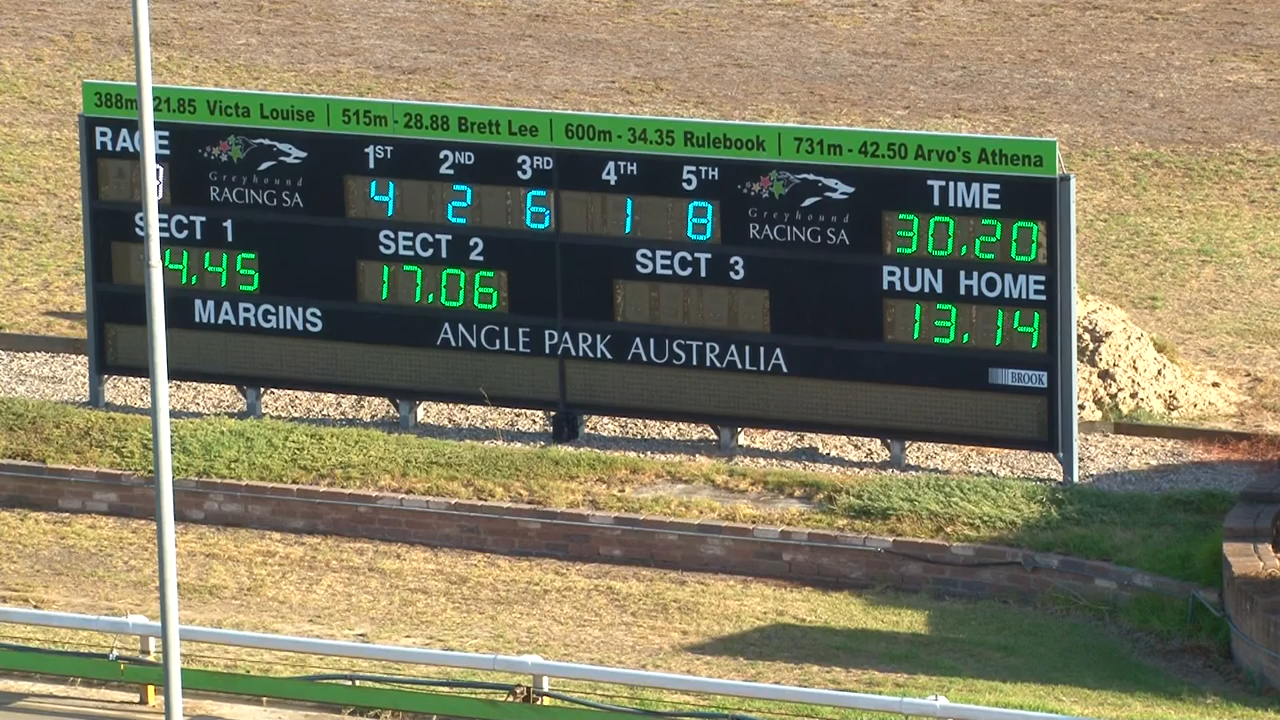 388m 21.85 Victa Louise | 515m - 28.88 Brett Lee | 600m - 34.35 Rulebook | 731m - 42.50 Arvo's Athena
RACE 1ST 2ND 3RD 4TH 5TH TIME
Greyhound RACING SA
4 2 6 1 8
Greyhound RACING SA
30.20
SECT 1 SECT 2 SECT 3 RUN HOME
4.45 17.06 13.14
MARGINS ANGLE PARK AUSTRALIA
BROOK